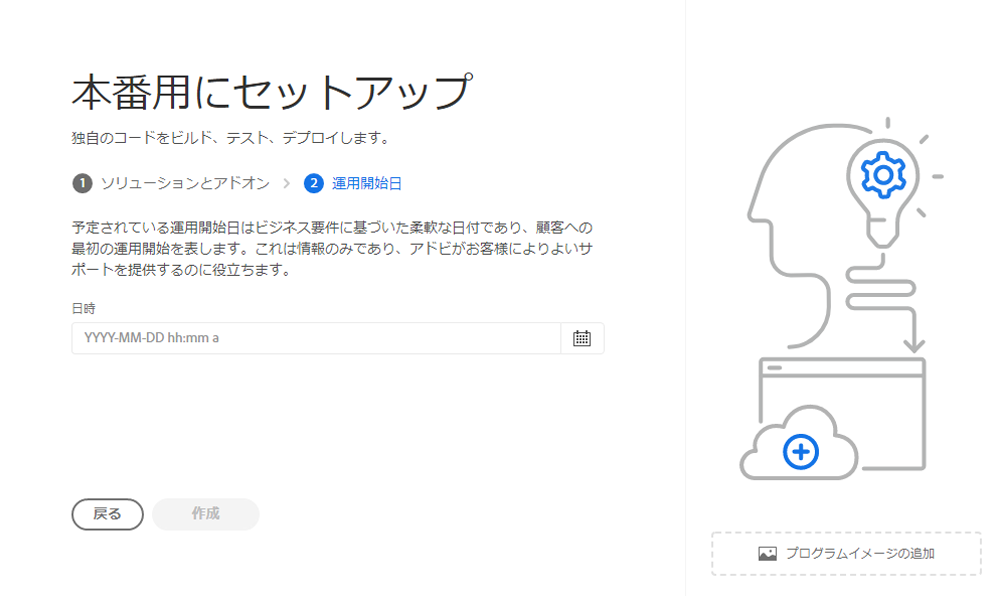 本番用にセットアップ
独自のコードをビルド、テスト、デプロイします。
1 ソリューションとアドオン > 2 運用開始日
予定されている運用開始日はビジネス要件に基づいた柔軟な日付であり、顧客への
最初の運用開始を表します。これは情報のみであり、アドビがお客様によりよいサ
ポートを提供するのに役立ちます。
日時
YYYY-MM-DD hh:mm a
戻る 作成
プログラムイメージの追加